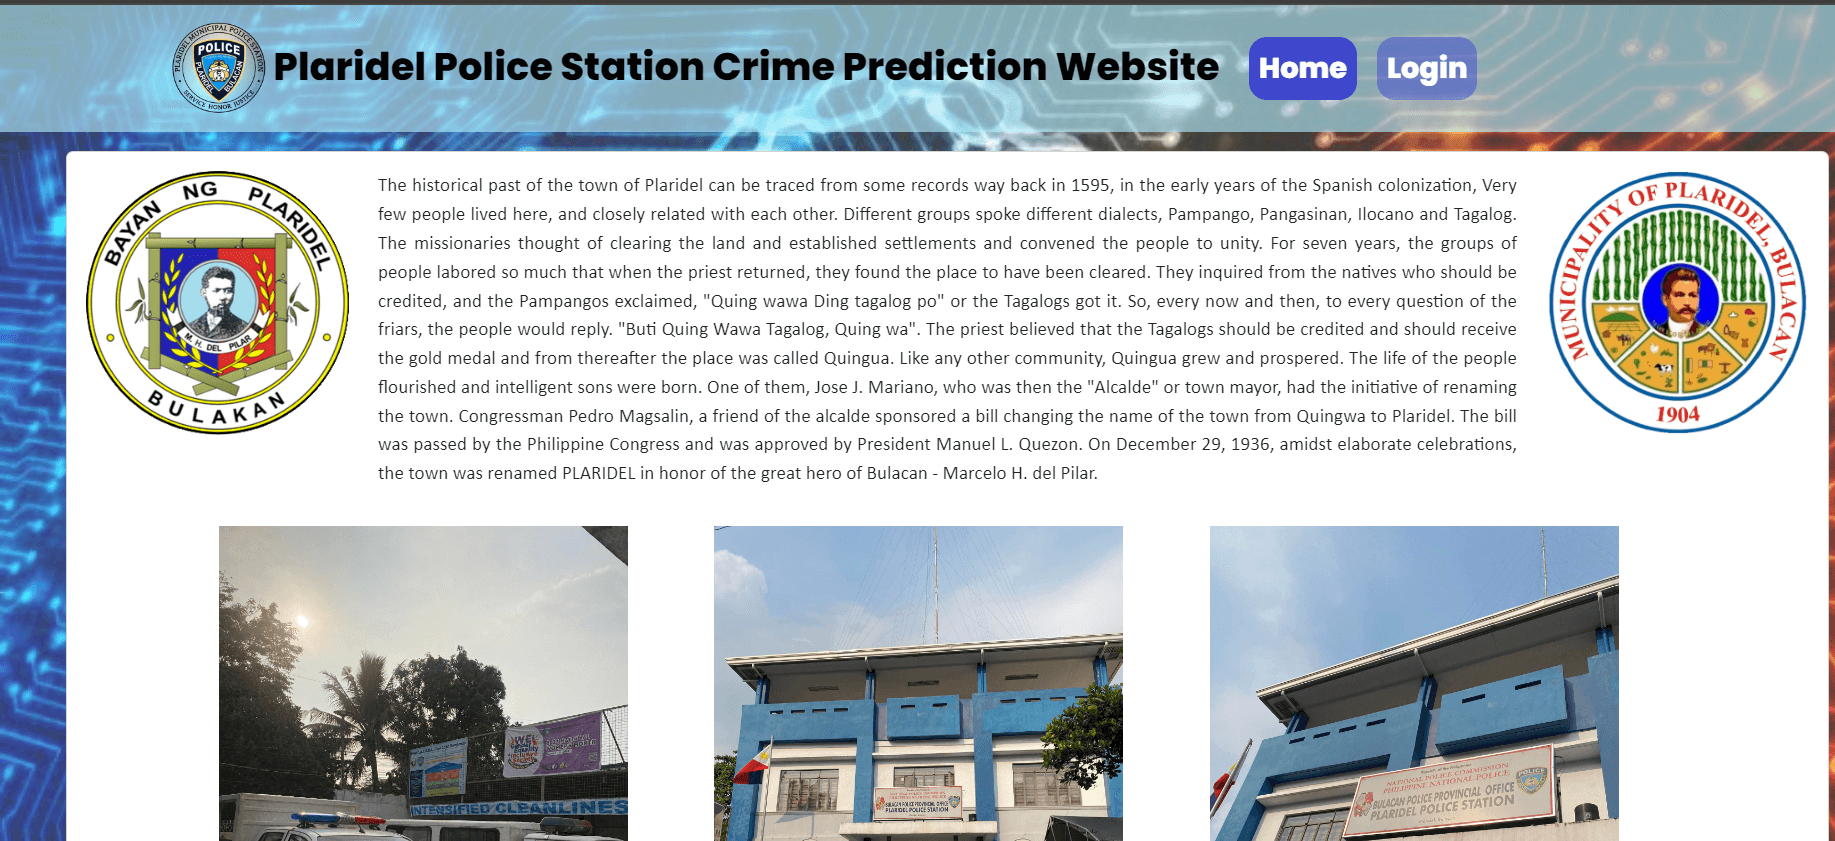 PLARIDEL MUNICIPAL POLICE STATION
POLICE
PLARIDEL BULACAN
SERVICE HONOR JUSTICE
Plaridel Police Station Crime Prediction Website
Home
Login
BAYAN NG PLARIDEL
M. H. DEL PILAR
BULAKAN
The historical past of the town of Plaridel can be traced from some records way back in 1595, in the early years of the Spanish colonization, Very
few people lived here, and closely related with each other. Different groups spoke different dialects, Pampango, Pangasinan, Ilocano and Tagalog.
The missionaries thought of clearing the land and established settlements and convened the people to unity. For seven years, the groups of
people labored so much that when the priest returned, they found the place to have been cleared. They inquired from the natives who should be
credited, and the Pampangos exclaimed, "Quing wawa Ding tagalog po" or the Tagalogs got it. So, every now and then, to every question of the
friars, the people would reply. "Buti Quing Wawa Tagalog, Quing wa". The priest believed that the Tagalogs should be credited and should receive
the gold medal and from thereafter the place was called Quingua. Like any other community, Quingua grew and prospered. The life of the people
flourished and intelligent sons were born. One of them, Jose J. Mariano, who was then the "Alcalde" or town mayor, had the initiative of renaming
the town. Congressman Pedro Magsalin, a friend of the alcalde sponsored a bill changing the name of the town from Quingwa to Plaridel. The bill
was passed by the Philippine Congress and was approved by President Manuel L. Quezon. On December 29, 1936, amidst elaborate celebrations,
the town was renamed PLARIDEL in honor of the great hero of Bulacan - Marcelo H. del Pilar.
MUNICIPALITY OF PLARIDEL, BULACAN
1904
INTENSIFIED CLEANLINES
BULACAN POLICE PROVINCIAL OFFICE
PLARIDEL POLICE STATION
Republic of the Philippines
NATIONAL POLICE COMMISSION
PHILIPPINE NATIONAL POLICE
BULACAN POLICE PROVINCIAL OFFICE
PLARIDEL POLICE STATION